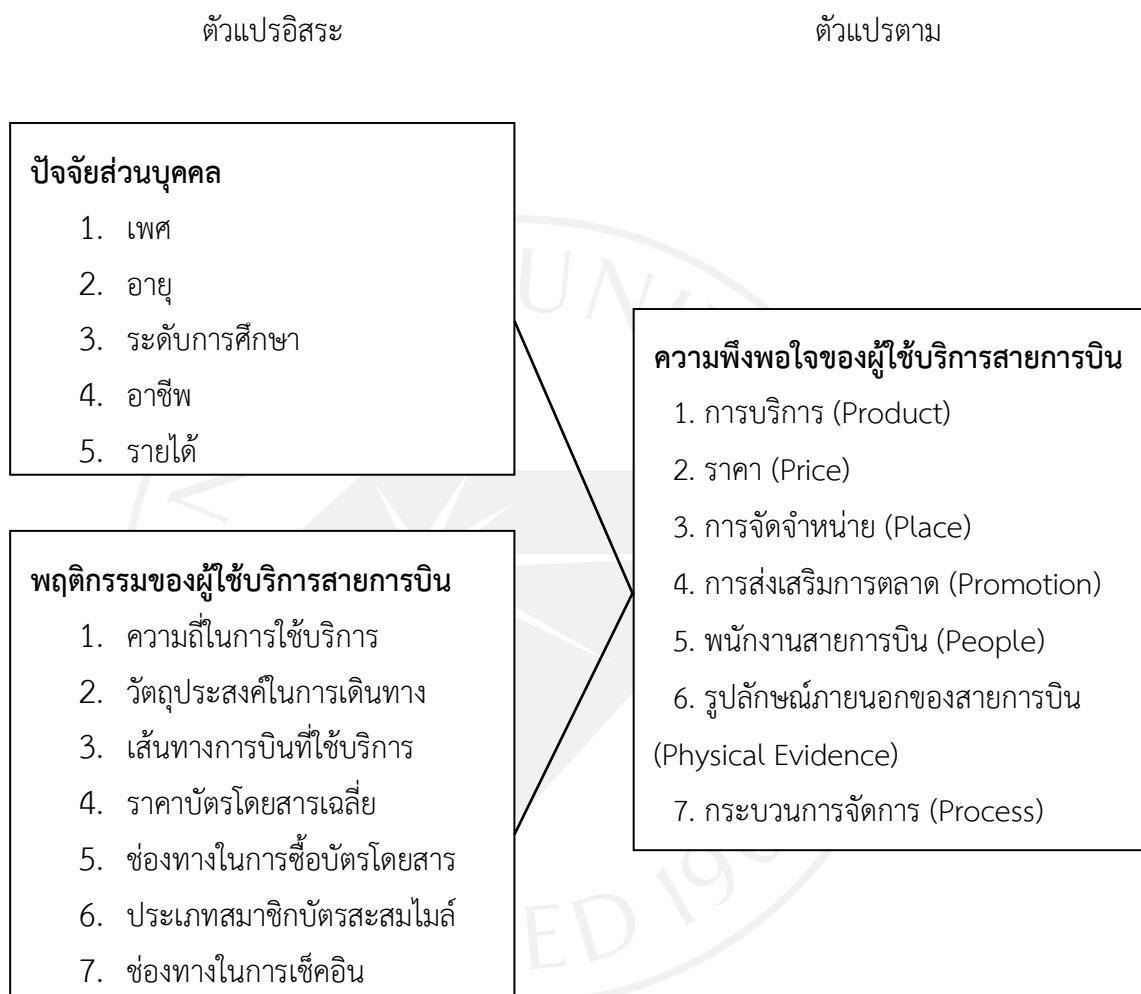 ตัวแปรอิสระ
ตัวแปรตาม
ปัจจัยส่วนบุคคล
1. เพศ
2. อายุ
3. ระดับการศึกษา
4. อาชีพ
5. รายได้
พฤติกรรมของผู้ใช้บริการสายการบิน
1. ความถี่ในการใช้บริการ
2. วัตถุประสงค์ในการเดินทาง
3. เส้นทางการบินที่ใช้บริการ
4. ราคาบัตรโดยสารเฉลี่ย
5. ช่องทางในการซื้อบัตรโดยสาร
6. ประเภทสมาชิกบัตรสะสมไมล์
7. ช่องทางในการเช็คอิน
ความพึงพอใจของผู้ใช้บริการสายการบิน
1. การบริการ (Product)
2. ราคา (Price)
3. การจัดจำหน่าย (Place)
4. การส่งเสริมการตลาด (Promotion)
5. พนักงานสายการบิน (People)
6. รูปลักษณ์ภายนอกของสายการบิน
(Physical Evidence)
7. กระบวนการจัดการ (Process)